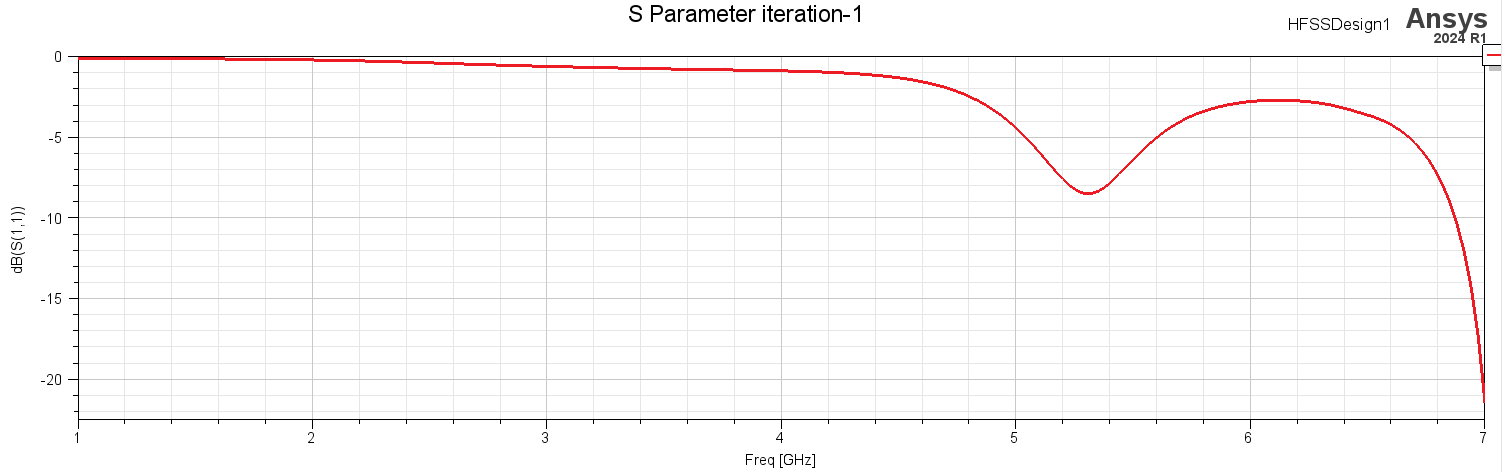 S Parameter iteration-1
HFSSDesign1
Ansys
2024 R1
0
-5
-10
-15
-20
dB(S(1,1))
1 2 3 4 5 6 7
Freq [GHz]